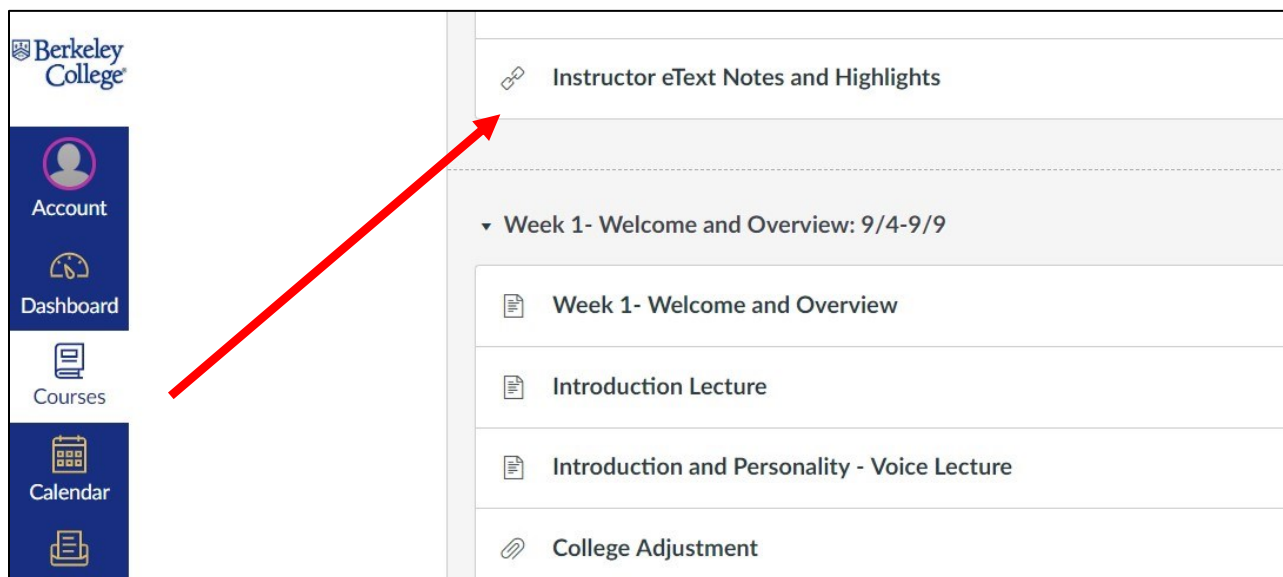 Berkeley
College®
Account
Dashboard
Courses
Calendar
Instructor eText Notes and Highlights
Week 1- Welcome and Overview: 9/4-9/9
Week 1- Welcome and Overview
Introduction Lecture
Introduction and Personality - Voice Lecture
College Adjustment